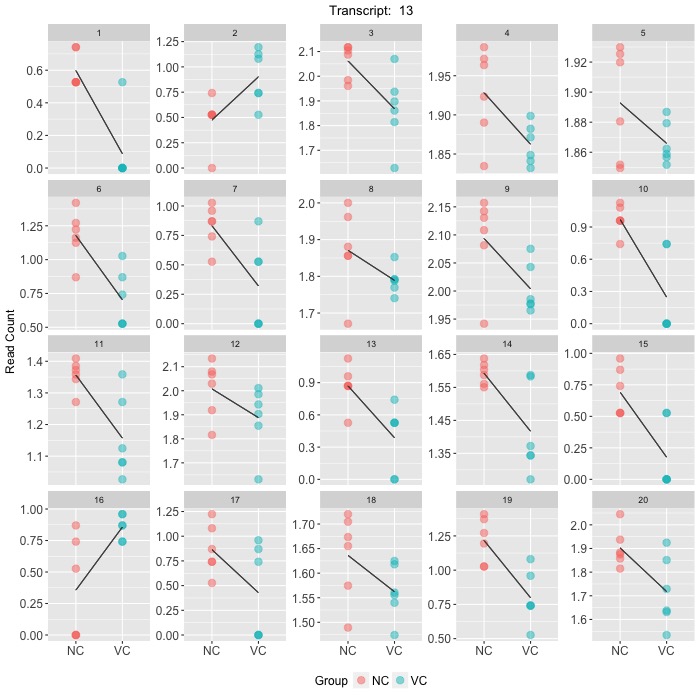 Transcript: 13
1 2 3 4 5
0.6 0.4 0.2 0.0
1.25 1.00 0.75 0.50 0.25 0.00
2.1 2.0 1.9 1.8 1.7
1.95 1.90 1.85
1.92 1.90 1.88 1.86
6 7 8 9 10
1.25 1.00 0.75 0.50
1.00 0.75 0.50 0.25 0.00
2.0 1.9 1.8 1.7
2.15 2.10 2.05 2.00 1.95
0.9 0.6 0.3 0.0
Read Count
11 12 13 14 15
1.4 1.3 1.2 1.1
2.1 2.0 1.9 1.8 1.7
0.9 0.6 0.3 0.0
1.65 1.55 1.45 1.35
1.00 0.75 0.50 0.25 0.00
16 17 18 19 20
1.00 0.75 0.50 0.25 0.00
1.25 1.00 0.75 0.50 0.25 0.00
1.70 1.65 1.60 1.55 1.50
1.25 1.00 0.75 0.50
2.0 1.9 1.8 1.7 1.6
NC VC NC VC NC VC NC VC NC VC
Group NC VC